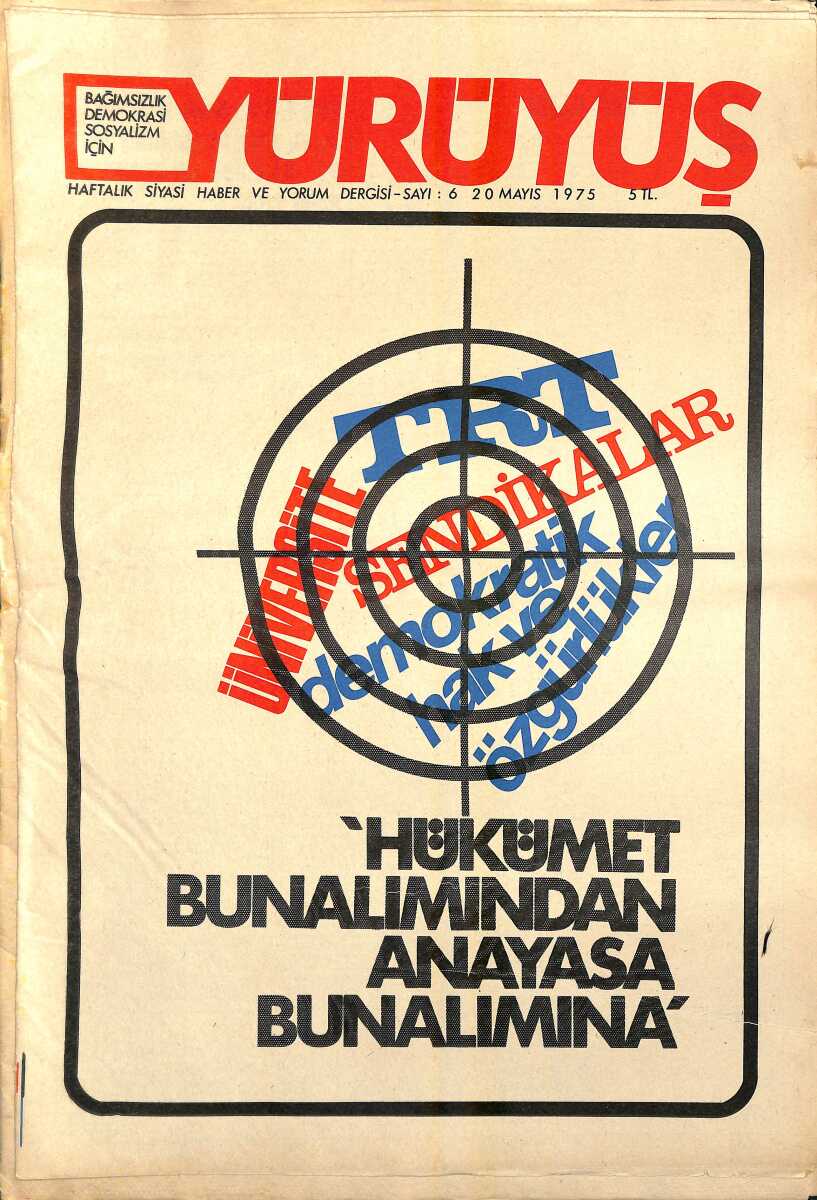 BAĞIMSIZLIK
DEMOKRASİ
SOSYALİZM
İÇİN
YÜRÜYÜŞ
HAFTALIK SİYASİ HABER VE YORUM DERGİSİ-SAYI : 6 20 MAYIS 1975 5 TL.
TRT
ÜNİVERSİTE
SENDİKALAR
demokratik
hak ve
özgürlükler
'HÜKÜMET
BUNALIMINDAN
ANAYASA
BUNALIMINA'